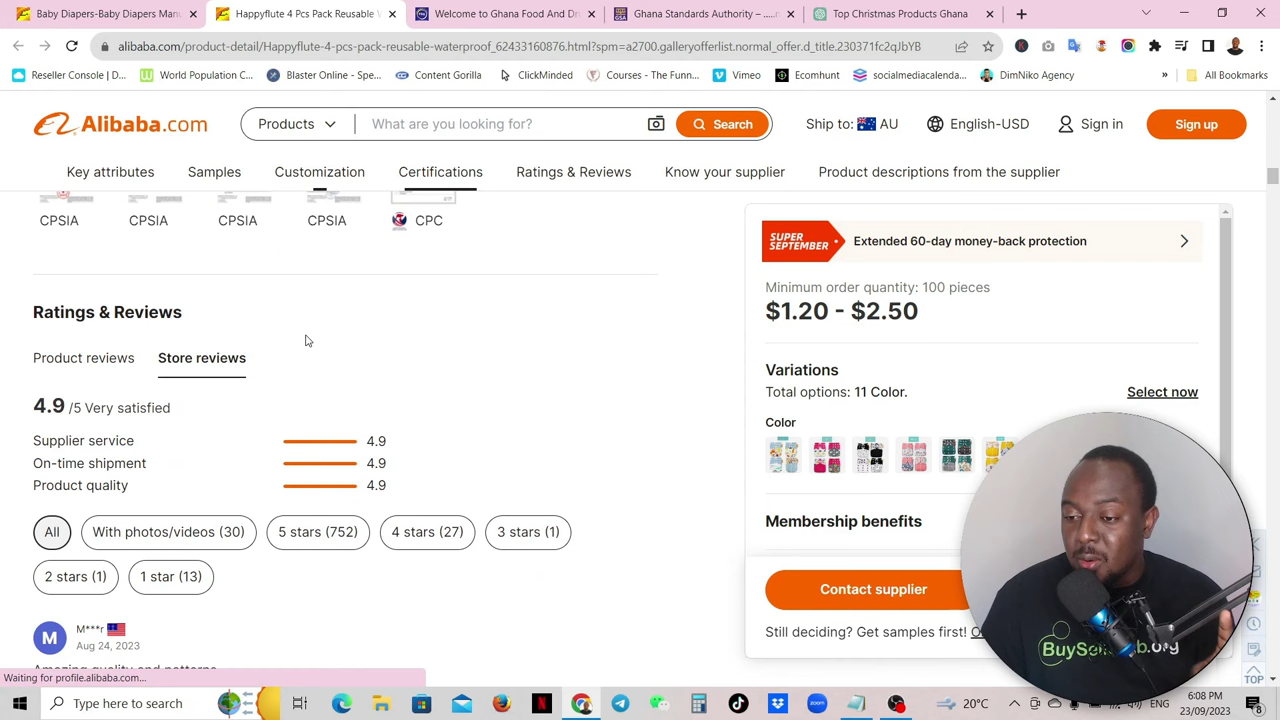 Baby Diapers-Baby Diapers Manu
Happyflute 4 Pcs Pack Reusable V
Welcome to Ghana Food And Dr
Ghana Standards Authority – .....r
Top Christmas Products Ghana
alibaba.com/product-detail/Happyflute-4-pcs-pack-reusable-waterproof_62433160876.html?spm=a2700.galleryofferlist.normal_offer.d_title.230371fc2qJbYB
Reseller Console | D...
World Population C...
Blaster Online - Spe...
Content Gorilla
ClickMinded
Courses - The Funn...
Vimeo
Ecomhunt
socialmediacalenda...
DimNiko Agency
»
All Bookmarks
Alibaba.com
Products
What are you looking for?
Search
Ship to: AU
English-USD
Sign in
Sign up
Key attributes
Samples
Customization
Certifications
Ratings & Reviews
Know your supplier
Product descriptions from the supplier
CPSIA
CPSIA
CPSIA
CPSIA
CPC
SUPER
SEPTEMBER
Extended 60-day money-back protection
Minimum order quantity: 100 pieces
$1.20 - $2.50
Ratings & Reviews
Product reviews
Store reviews
Variations
Total options: 11 Color.
Select now
Color
4.9 /5 Very satisfied
Supplier service 4.9
On-time shipment 4.9
Product quality 4.9
All
With photos/videos (30)
5 stars (752)
4 stars (27)
3 stars (1)
2 stars (1)
1 star (13)
Membership benefits
Contact supplier
Still deciding? Get samples first!
M
M***r
Aug 24, 2023
Amazing quality and patterns
TOP
Waiting for profile.alibaba.com...
Type here to search
20°C
ENG
6:08 PM
23/09/2023
8